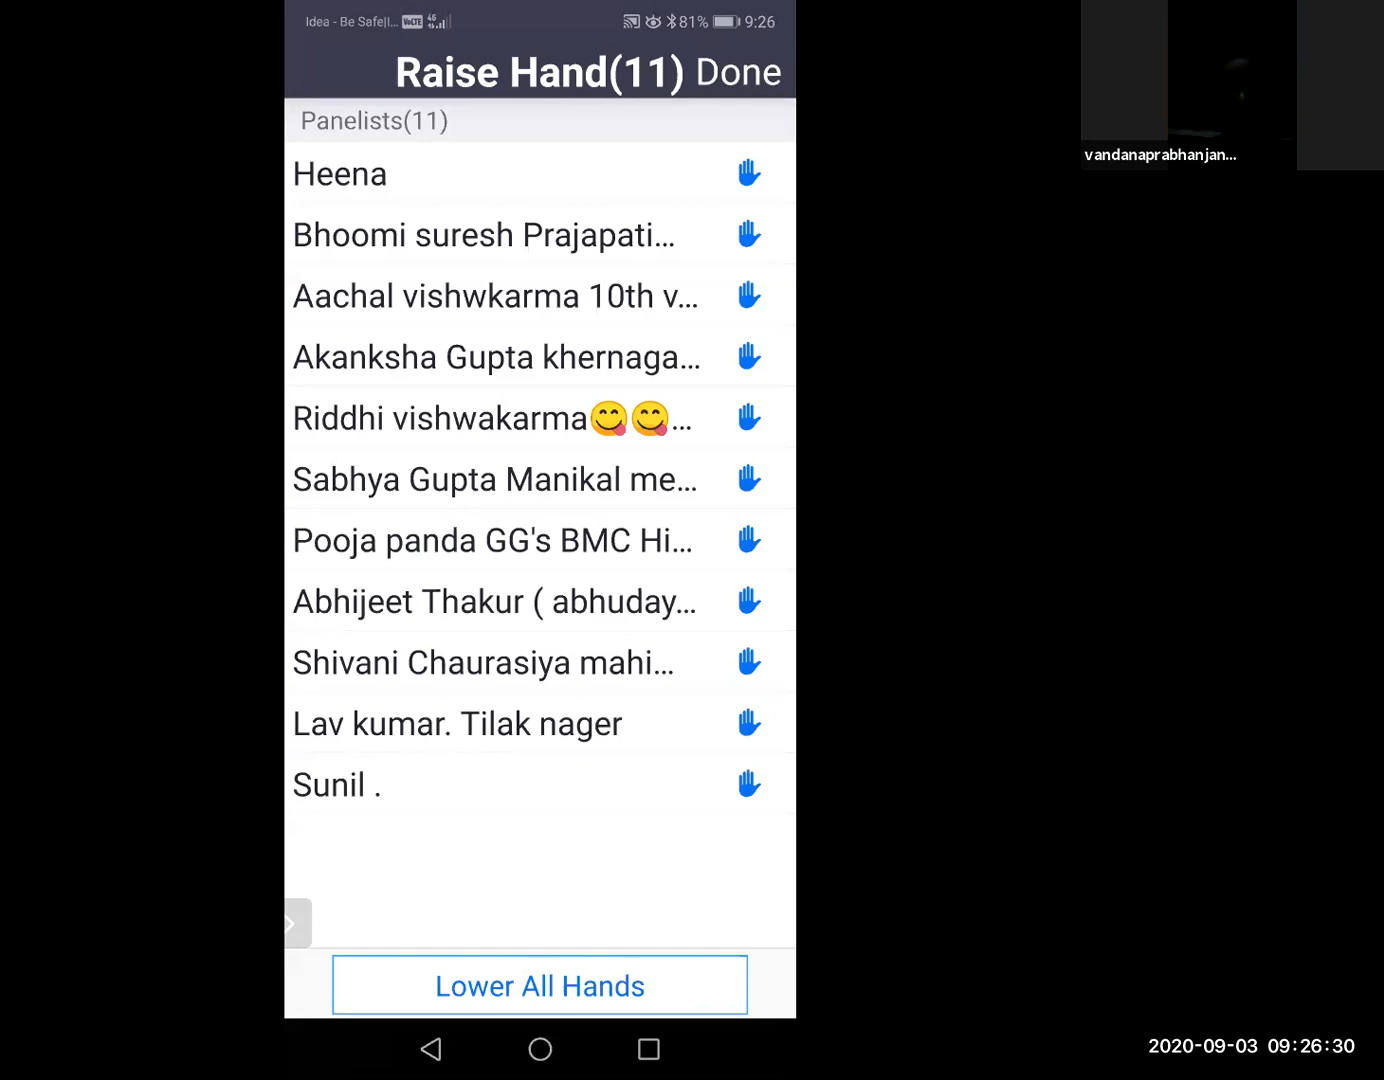 Idea - Be Safe|I... VoLTE 4G 81% 9:26
Raise Hand(11) Done
Panelists(11)
Heena
Bhoomi suresh Prajapati...
Aachal vishwkarma 10th v...
Akanksha Gupta khernaga...
Riddhi vishwakarma😋😋...
Sabhya Gupta Manikal me...
Pooja panda GG's BMC Hi...
Abhijeet Thakur ( abhuday...
Shivani Chaurasiya mahi...
Lav kumar. Tilak nager
Sunil .
Lower All Hands
vandanaprabhanjan...
2020-09-03 09:26:30